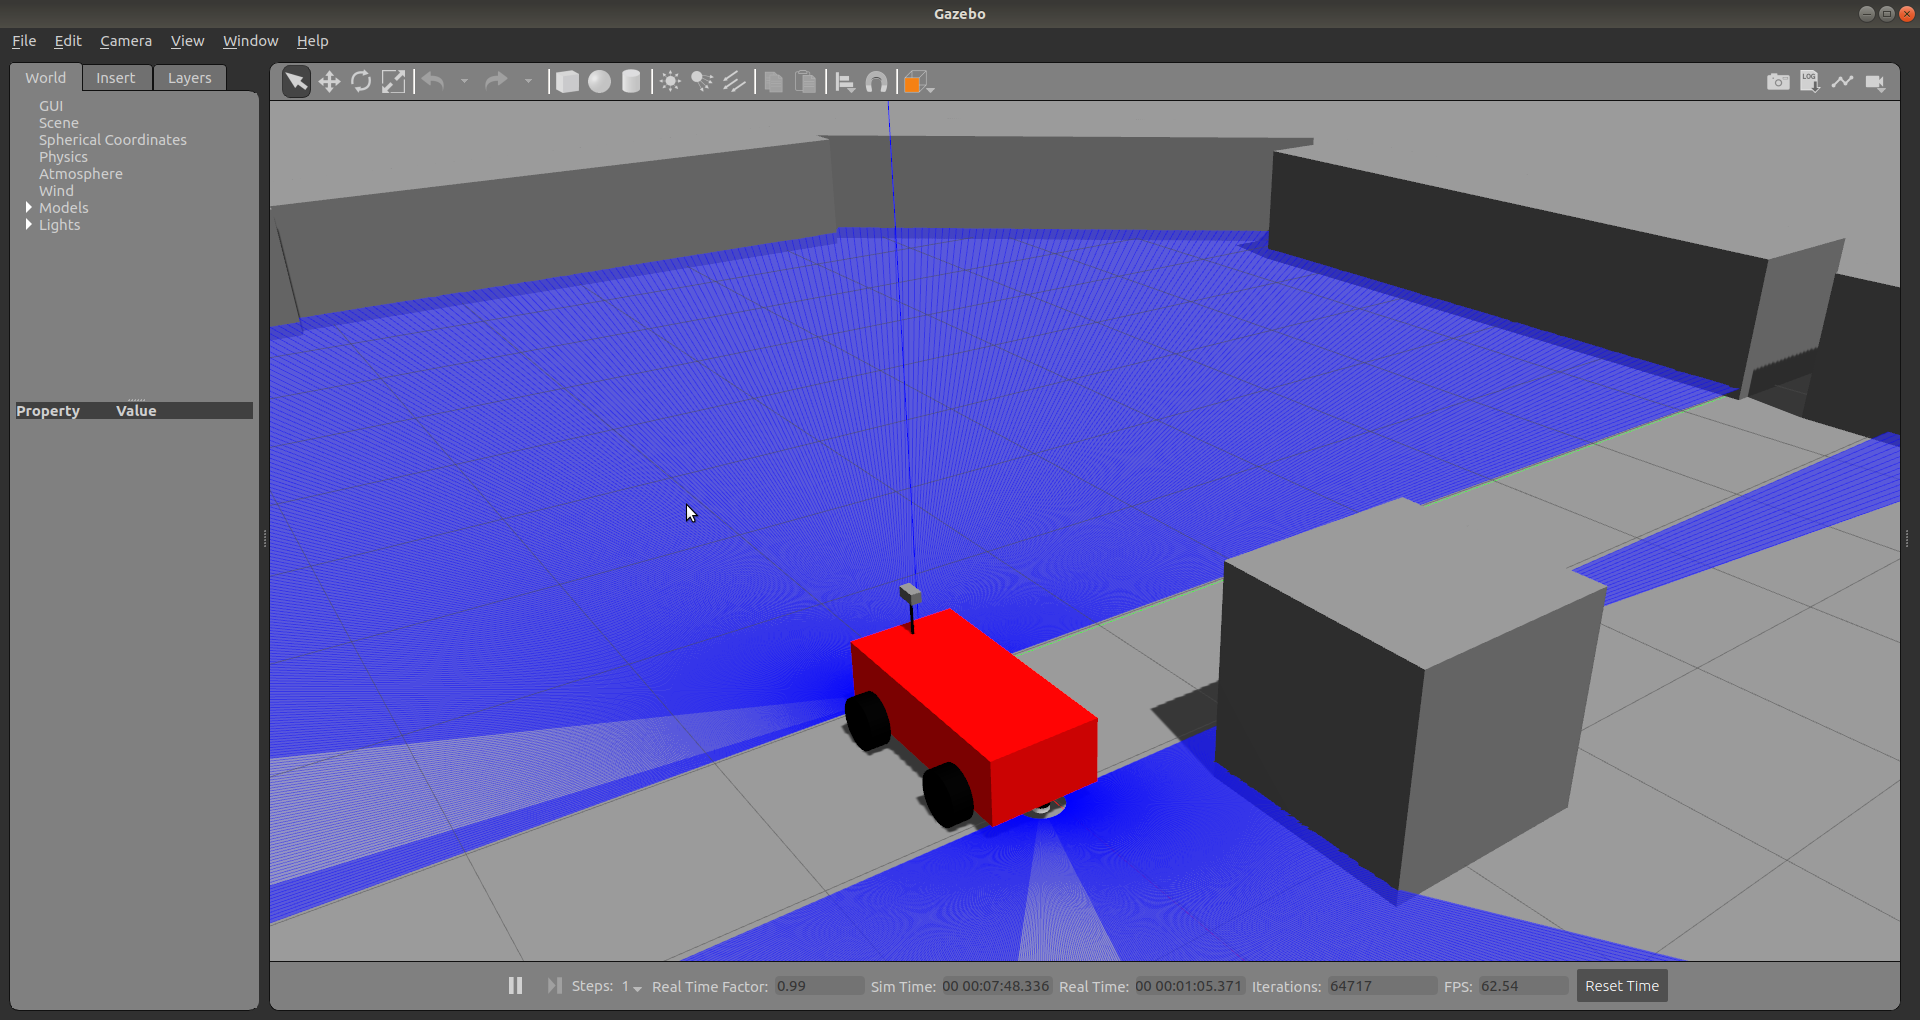 Gazebo
File Edit Camera View Window Help
World Insert Layers
LOG
GUI
Scene
Spherical Coordinates
Physics
Atmosphere
Wind
Models
Lights
Property Value
Steps: 1 Real Time Factor: 0.99 Sim Time: 00 00:07:48.336 Real Time: 00 00:01:05.371 Iterations: 64717 FPS: 62.54 Reset Time